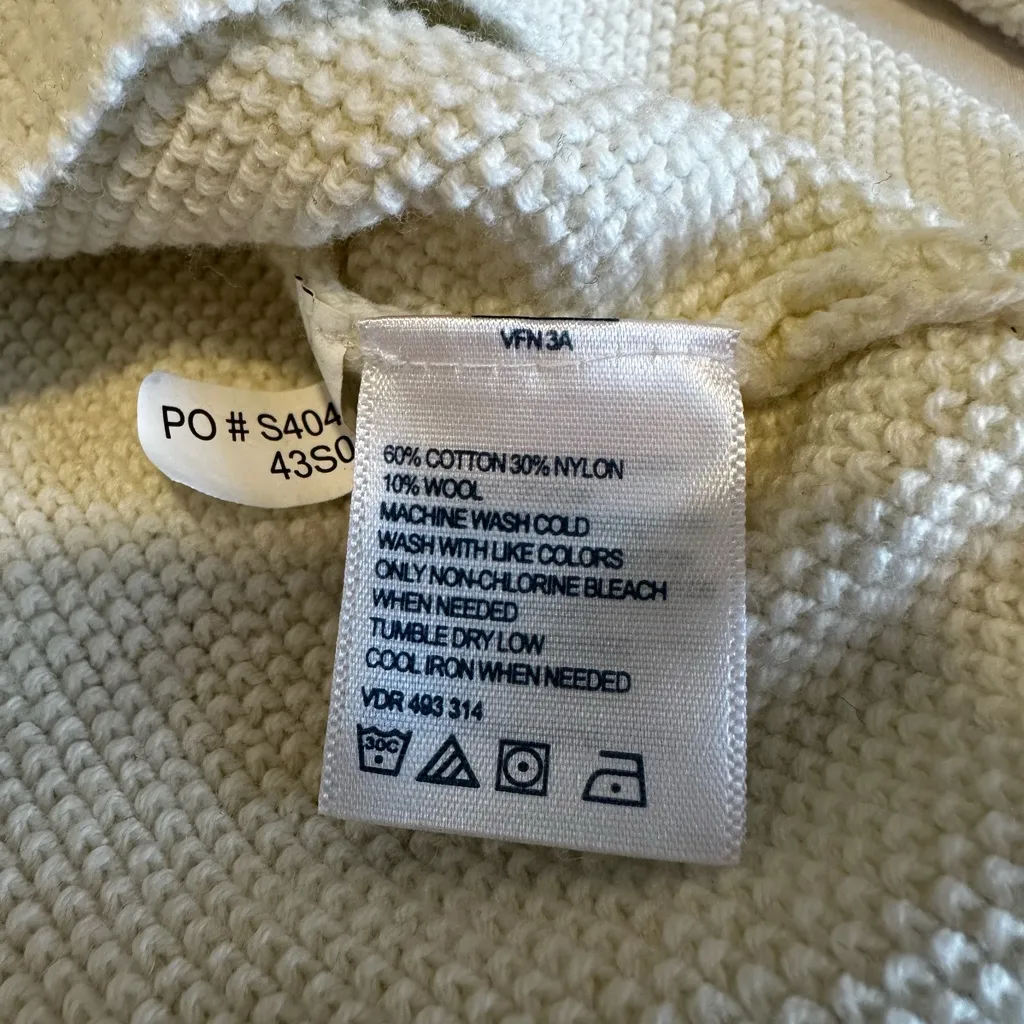 VFN 3A
PO # S404
43S0
60% COTTON 30% NYLON
10% WOOL
MACHINE WASH COLD
WASH WITH LIKE COLORS
ONLY NON-CHLORINE BLEACH
WHEN NEEDED
TUMBLE DRY LOW
COOL IRON WHEN NEEDED
VDR 493 314
30C